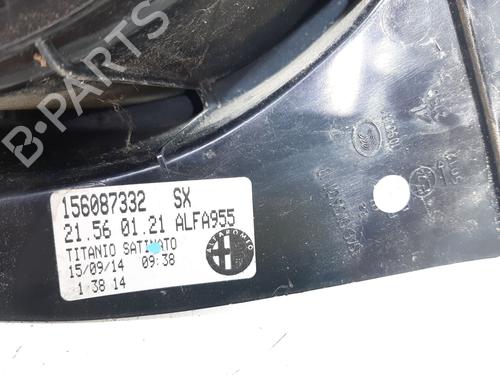 B-PARTS
156087332 SX
21.56 01.21 ALFA955
TITANIO SATINATO
15/09/14 09:38
1 38 14
ALFA ROMEO